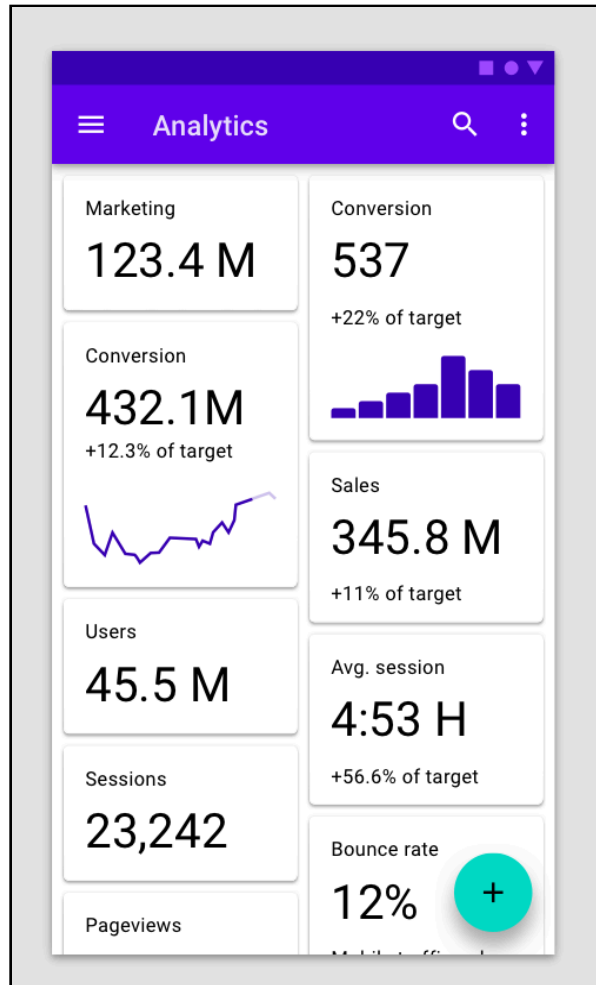 Analytics
Marketing
123.4 M
Conversion
432.1M
+12.3% of target
Users
45.5 M
Sessions
23,242
Pageviews
Conversion
537
+22% of target
Sales
345.8 M
+11% of target
Avg. session
4:53 H
+56.6% of target
Bounce rate
12%
+